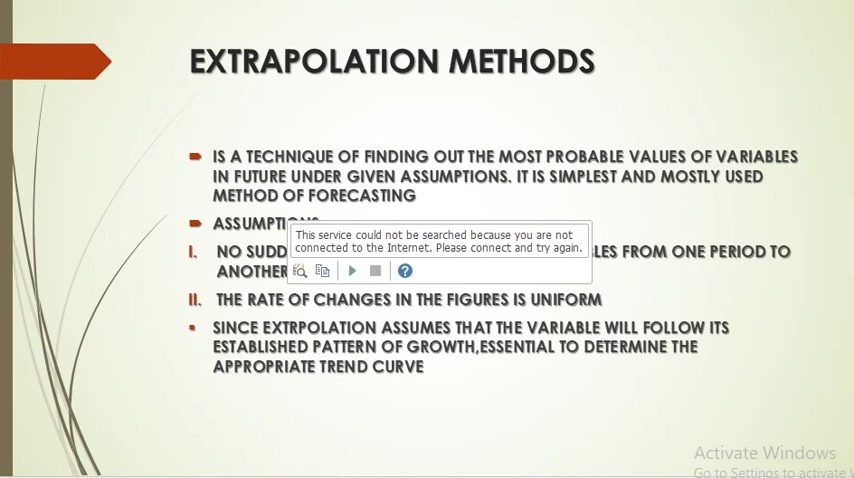 EXTRAPOLATION METHODS
IS A TECHNIQUE OF FINDING OUT THE MOST PROBABLE VALUES OF VARIABLES
IN FUTURE UNDER GIVEN ASSUMPTIONS. IT IS SIMPLEST AND MOSTLY USED
METHOD OF FORECASTING
ASSUMPTIONS
This service could not be searched because you are not
connected to the Internet. Please connect and try again.
I. NO SUDD BLES FROM ONE PERIOD TO
ANOTHER
II. THE RATE OF CHANGES IN THE FIGURES IS UNIFORM
SINCE EXTRPOLATION ASSUMES THAT THE VARIABLE WILL FOLLOW ITS
ESTABLISHED PATTERN OF GROWTH,ESSENTIAL TO DETERMINE THE
APPROPRIATE TREND CURVE
Activate Windows
Go to Settings to activate W